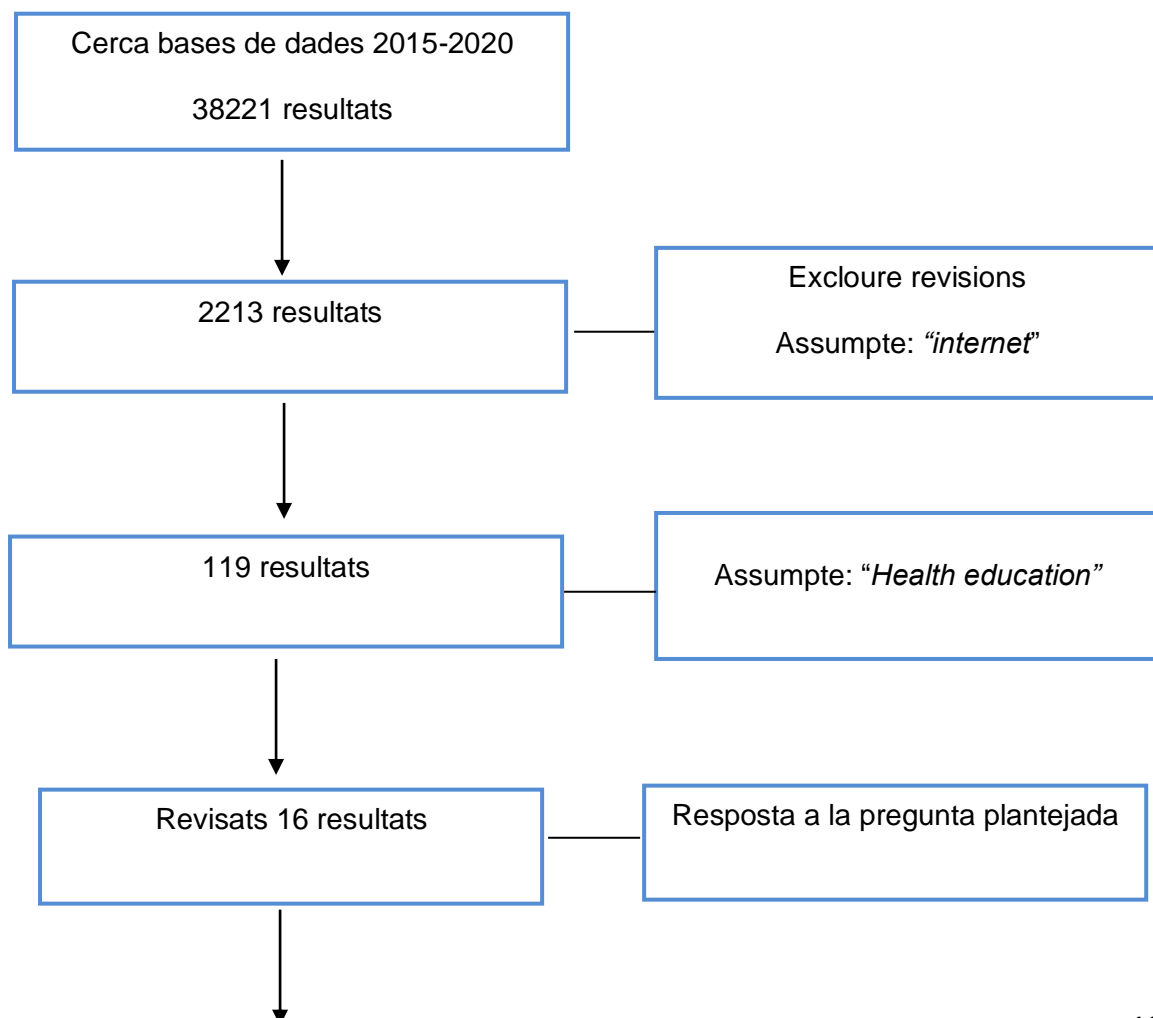 Cerca bases de dades 2015-2020
38221 resultats
2213 resultats
Excloure revisions
Assumpte: “internet”
119 resultats
Assumpte: “Health education”
Revisats 16 resultats
Resposta a la pregunta plantejada